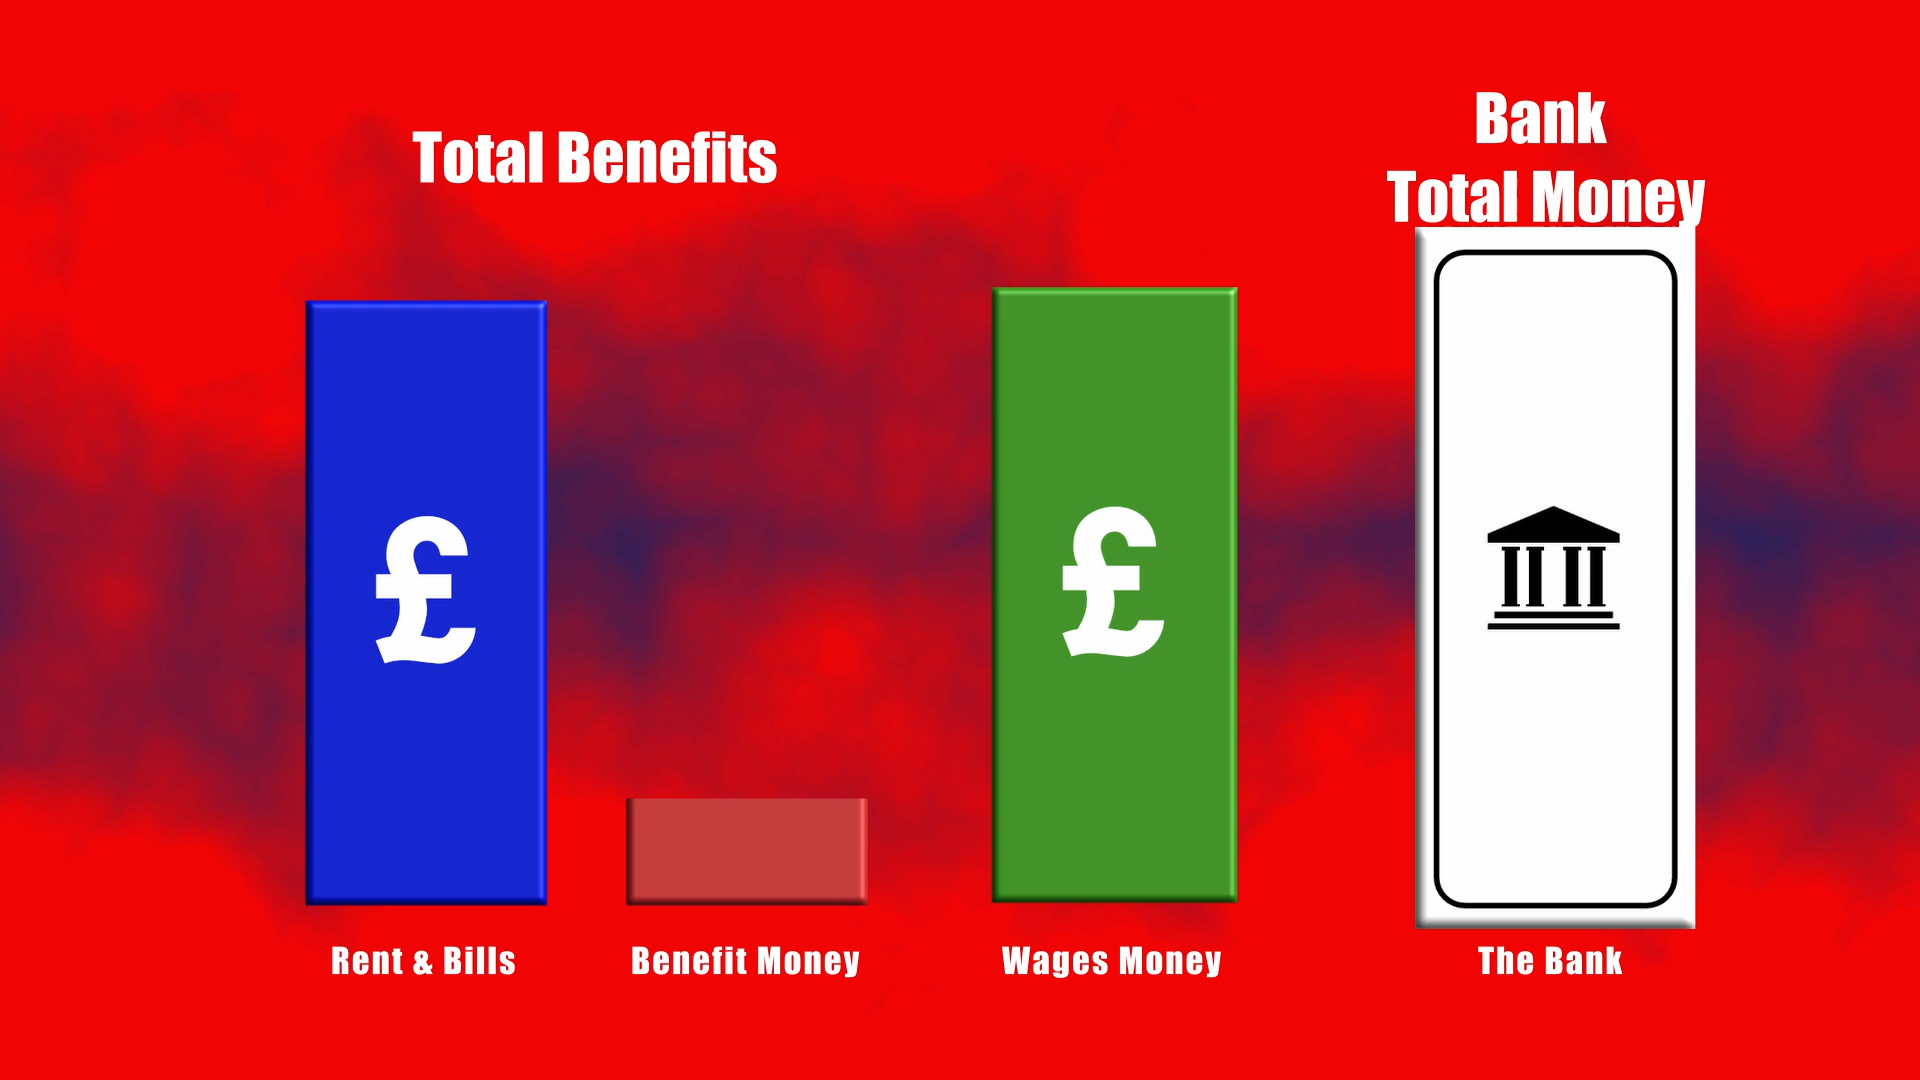 Total Benefits
Bank
Total Money
£
£
Rent & Bills
Benefit Money
Wages Money
The Bank